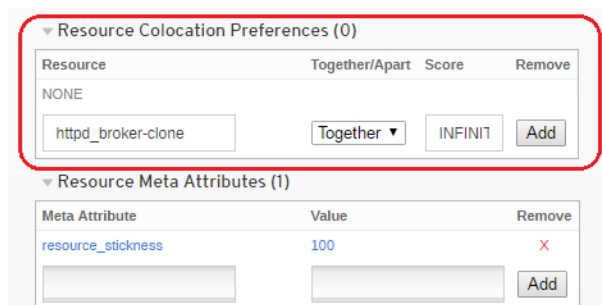 Resource Colocation Preferences (0)
Resource Together/Apart Score Remove
NONE
httpd_broker-clone Together INFINIT Add
Resource Meta Attributes (1)
Meta Attribute Value Remove
resource_stickness 100 X
Add